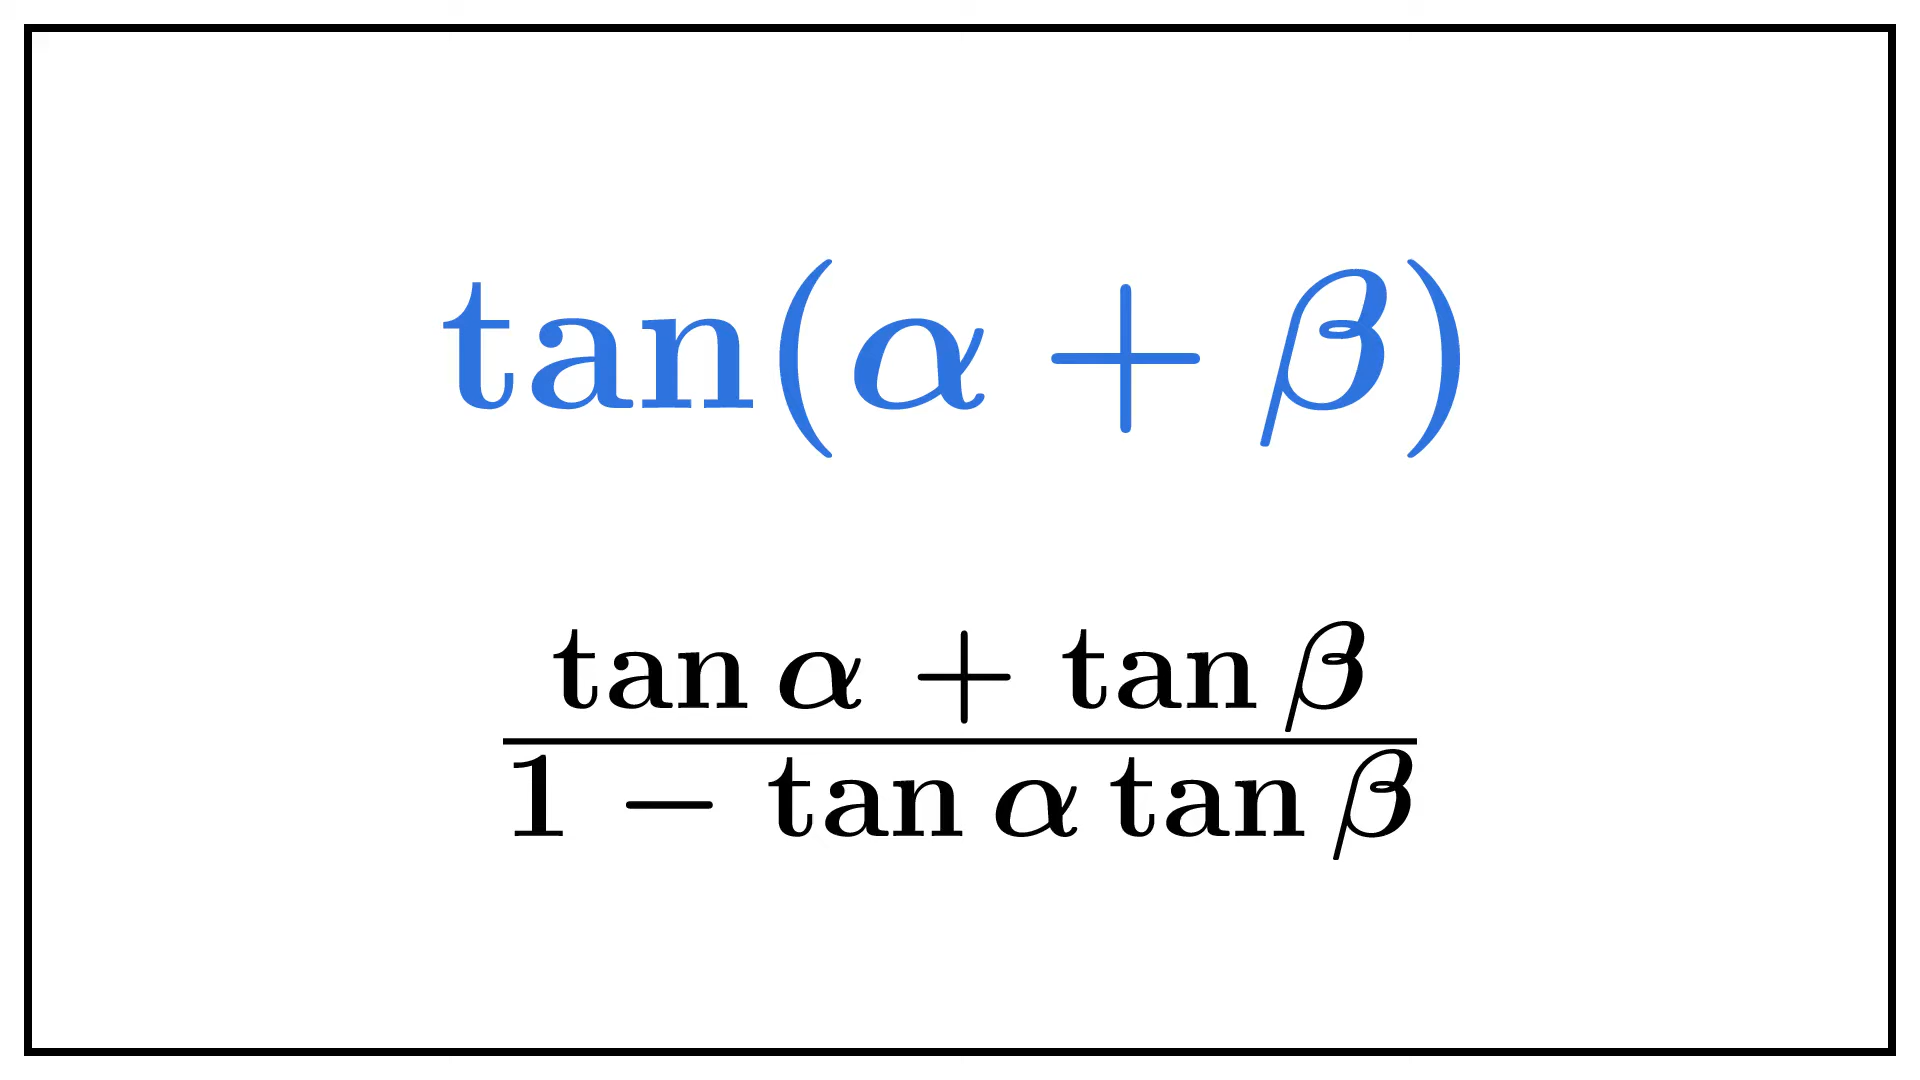 tan(α + β)
tan α + tan β
1 − tan α tan β